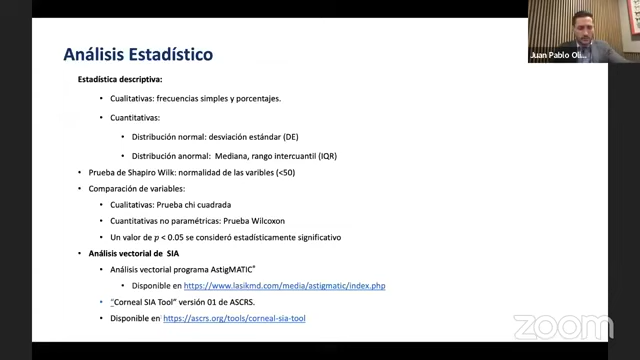 Análisis Estadístico
Juan Pablo Oli...
Estadística descriptiva:
• Cualitativas: frecuencias simples y porcentajes.
• Cuantitativas:
• Distribución normal: desviación estándar (DE)
• Distribución anormal: Mediana, rango intercuantil (IQR)
• Prueba de Shapiro Wilk: normalidad de las varibles (<50)
• Comparación de variables:
• Cualitativas: Prueba chi cuadrada
• Cuantitativas no paramétricas: Prueba Wilcoxon
• Un valor de p < 0.05 se consideró estadísticamente significativo
• Análisis vectorial de SIA
• Análisis vectorial programa AstigMATIC*
• Disponible en https://www.lasikmd.com/media/astigmatic/index.php
• "Corneal SIA Tool" versión 01 de ASCRS.
• Disponible en https://ascrs.org/tools/corneal-sia-tool
zoom